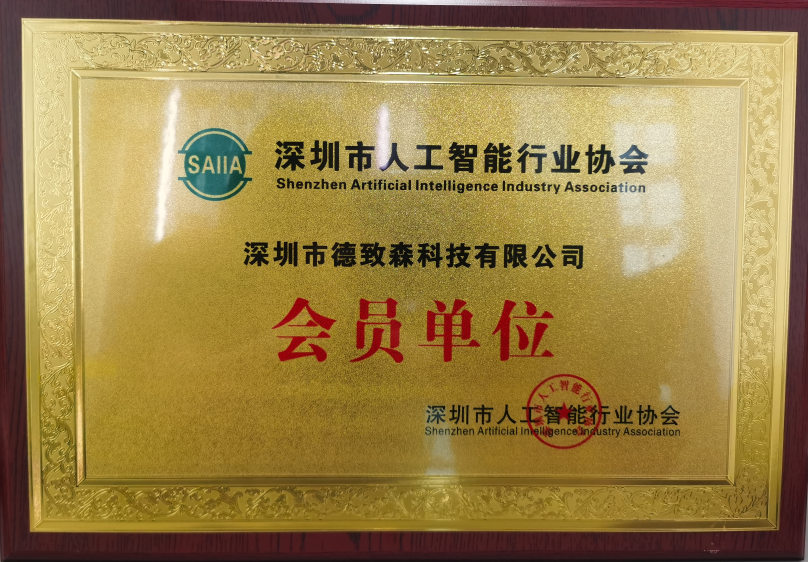 SAIIA
深圳市人工智能行业协会
Shenzhen Artificial Intelligence Industry Association
深圳市德致森科技有限公司
会员单位
深圳市人工智能行业协会
Shenzhen Artificial Intelligence Industry Association